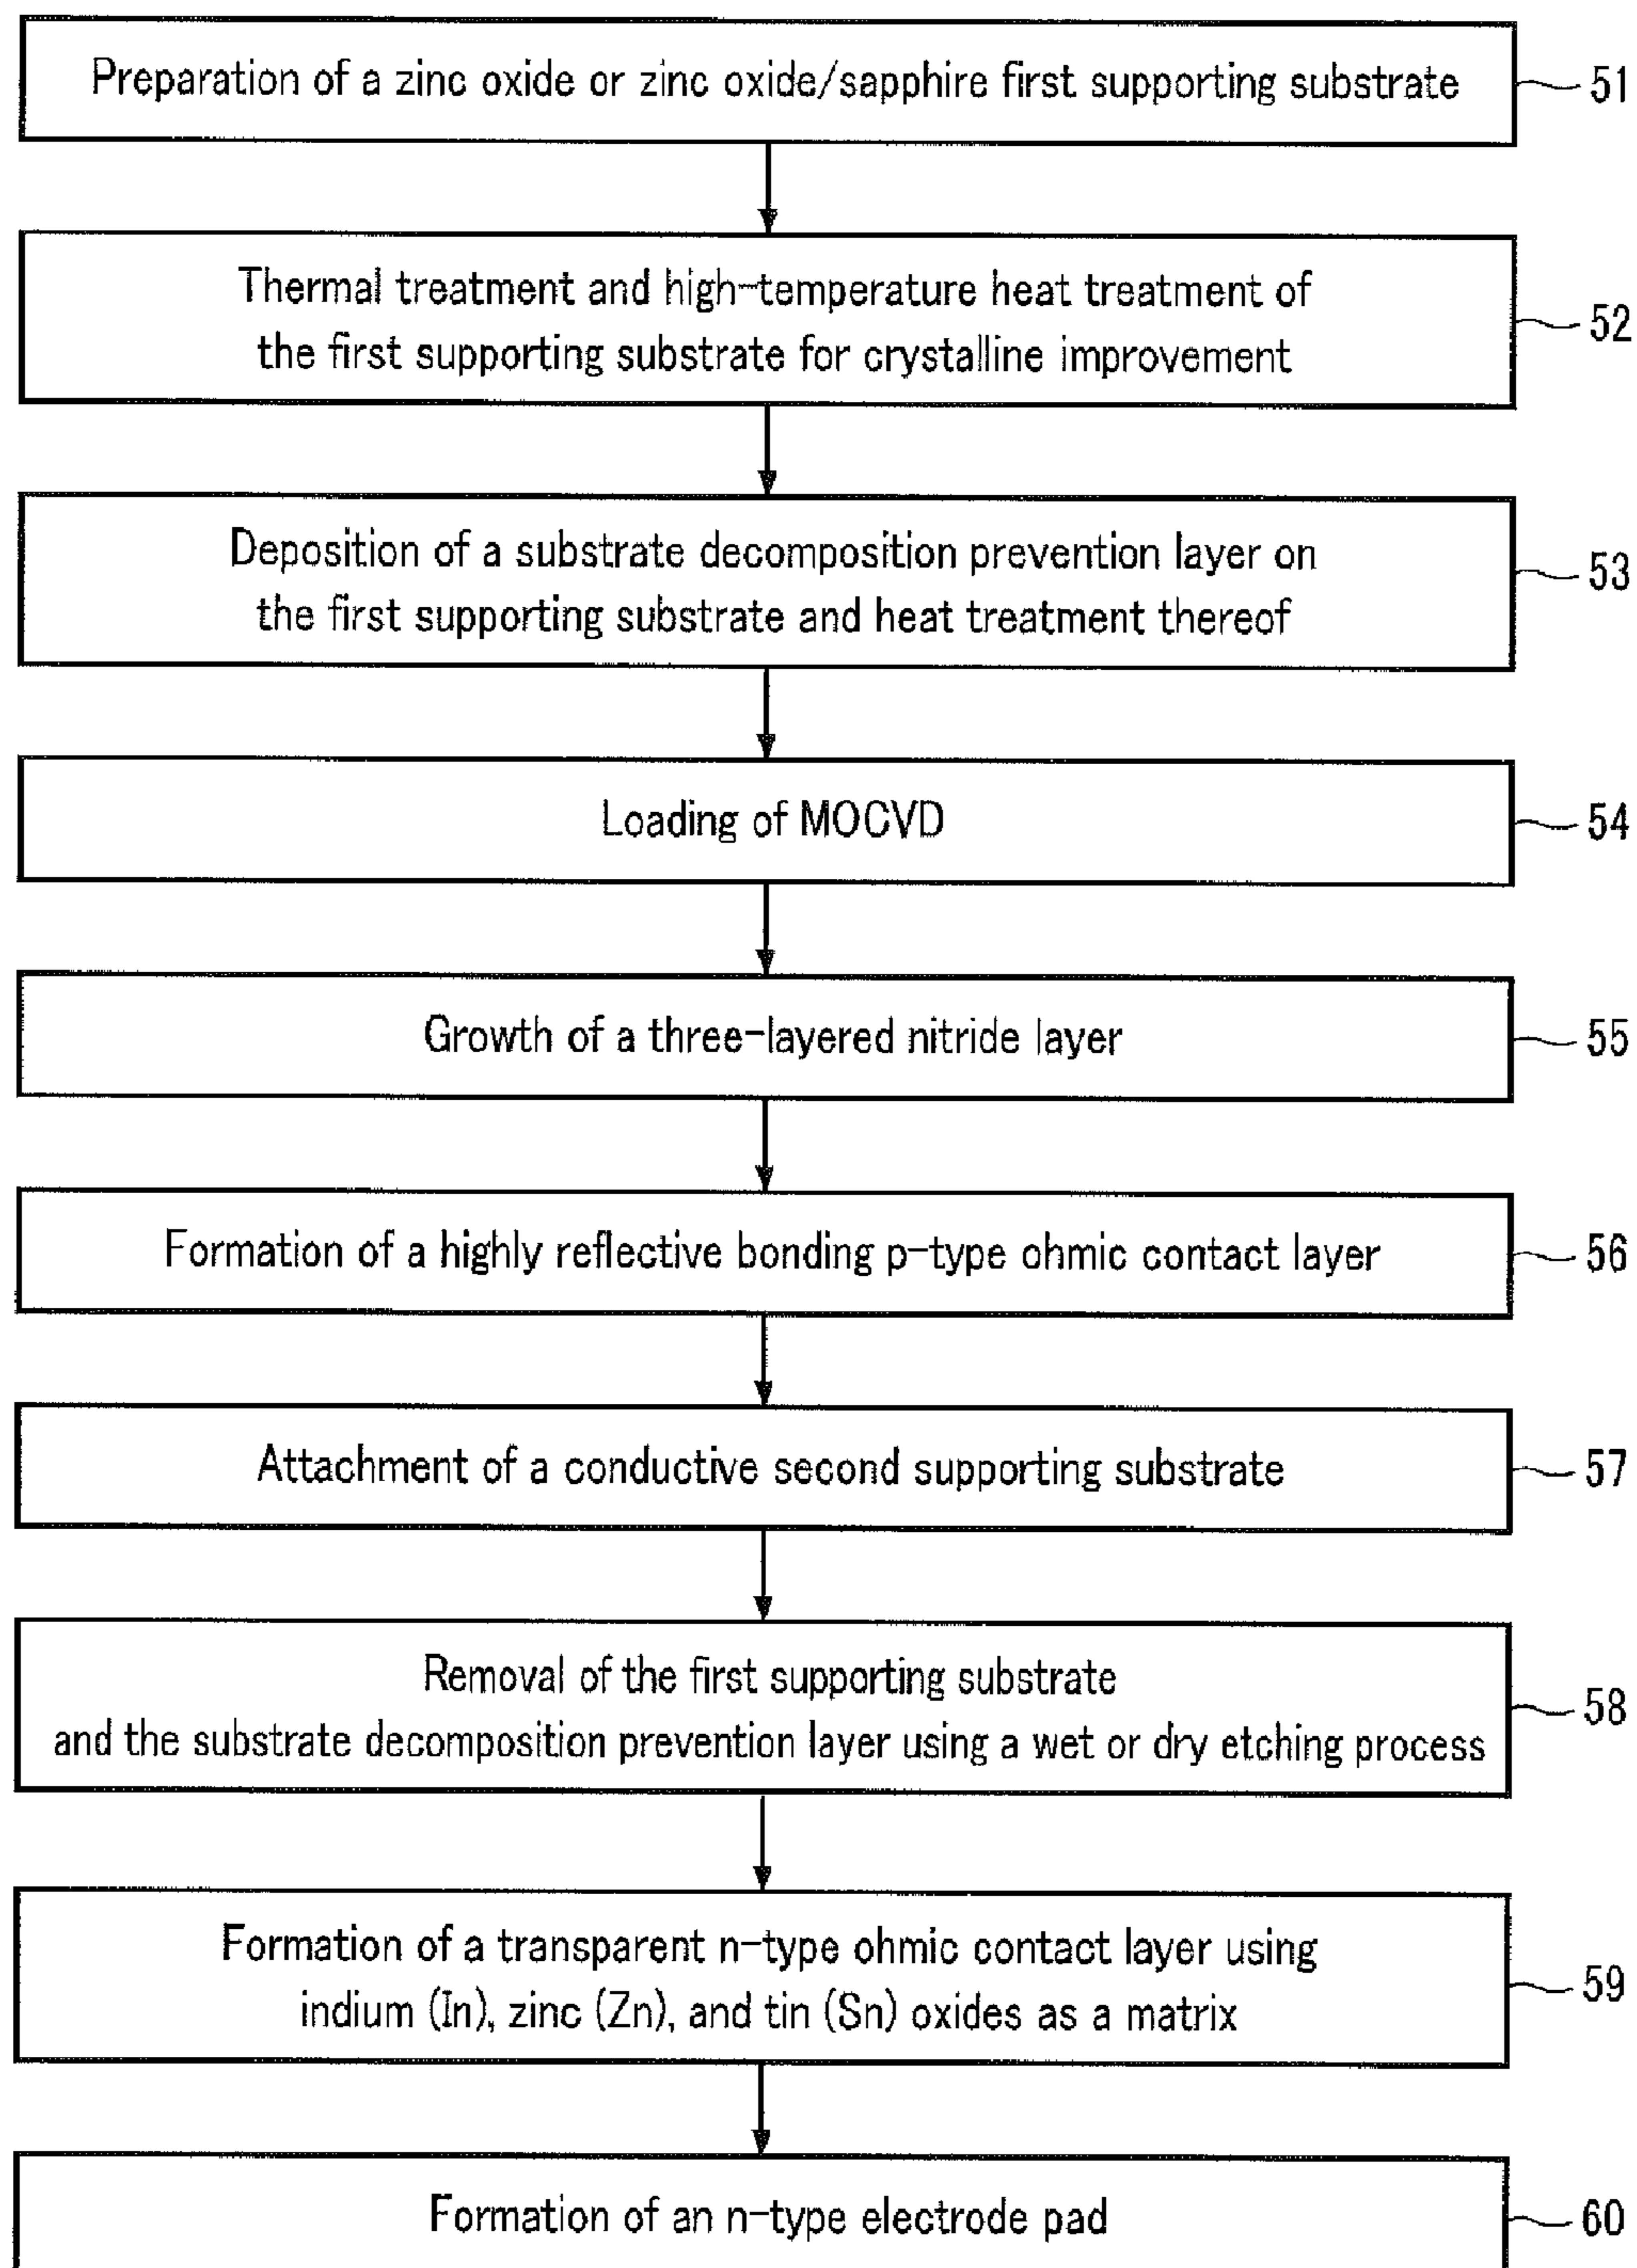 Preparation of a zinc oxide or zinc oxide/sapphire first supporting substrate
51
Thermal treatment and high-temperature heat treatment of
the first supporting substrate for crystalline improvement
52
Deposition of a substrate decomposition prevention layer on
the first supporting substrate and heat treatment thereof
53
Loading of MOCVD
54
Growth of a three-layered nitride layer
55
Formation of a highly reflective bonding p-type ohmic contact layer
56
Attachment of a conductive second supporting substrate
57
Removal of the first supporting substrate
and the substrate decomposition prevention layer using a wet or dry etching process
58
Formation of a transparent n-type ohmic contact layer using
indium (In), zinc (Zn), and tin (Sn) oxides as a matrix
59
Formation of an n-type electrode pad
60